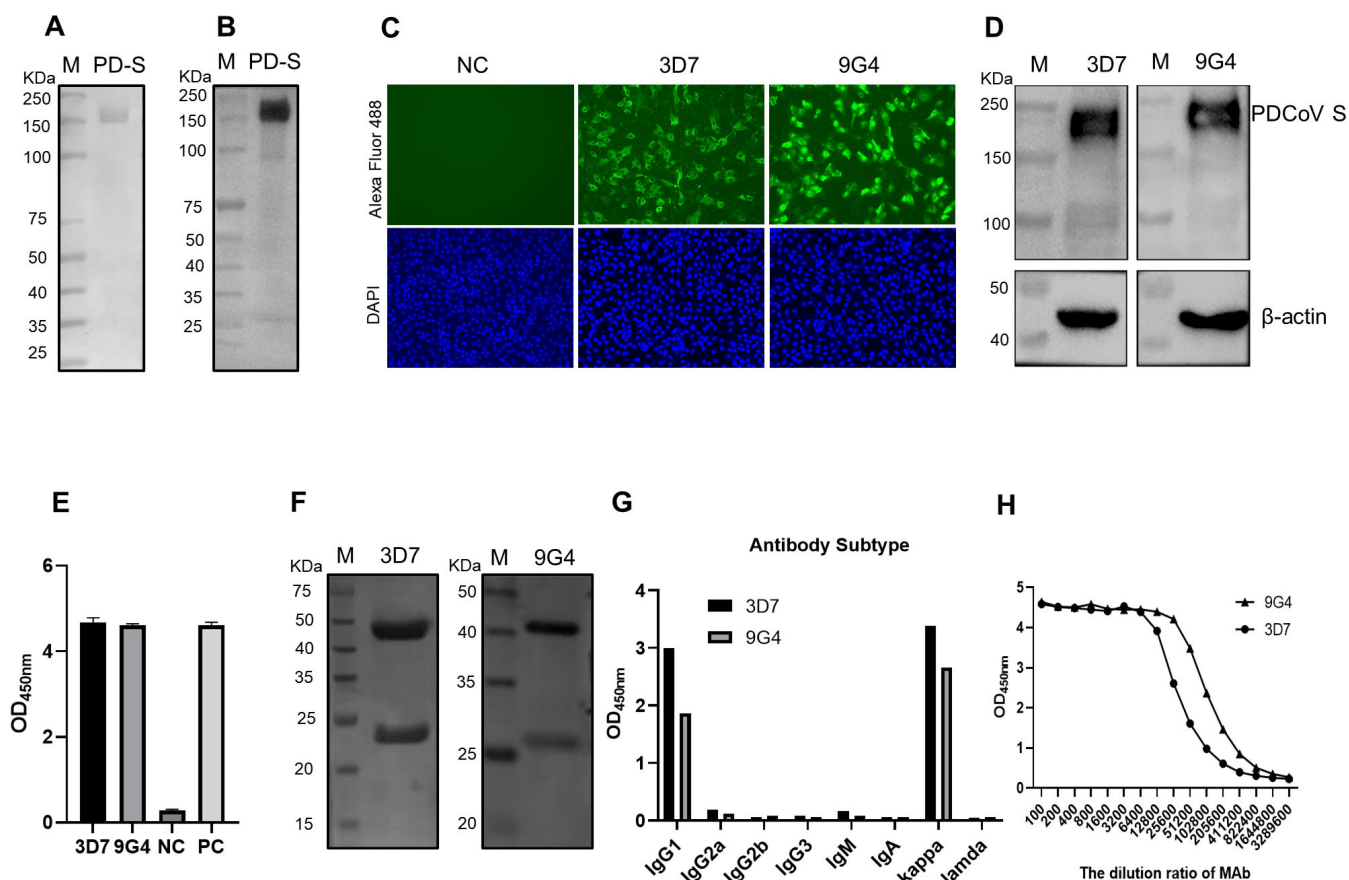 A
M PD-S
KDa
250
150
100
75
50
40
35
25
B
M PD-S
KDa
250
150
100
75
50
40
35
25
C
NC 3D7 9G4
Alexa Fluor 488
DAPI
D
M 3D7 M 9G4
KDa
250
150
100
PDCoV S
50
40
β-actin
E
OD450nm
6
4
2
0
3D7 9G4 NC PC
F
KDa M 3D7
75
50
40
35
25
20
15
KDa M 9G4
50
40
35
25
20
G
Antibody Subtype
3D7
9G4
OD450nm
4
3
2
1
0
IgG1 IgG2a IgG2b IgG3 IgM IgA kappa lamda
H
9G4
3D7
OD450nm
5
4
3
2
1
0
100 200 400 800 1600 3200 6400 12800 25600 51200 102800 205600 411200 822400 1644800 3289600
The dilution ratio of MAb